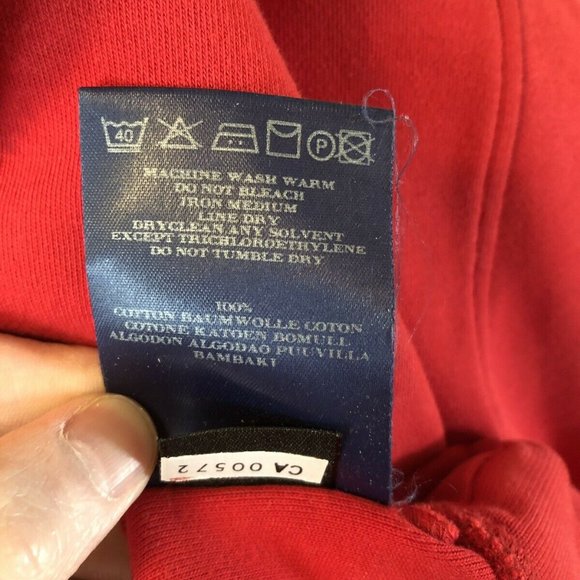 40 P
MACHINE WASH WARM
DO NOT BLEACH
IRON MEDIUM
LINE DRY
DRYCLEAN ANY SOLVENT
EXCEPT TRICHLOROETHYLENE
DO NOT TUMBLE DRY
100%
COTTON BAUMWOLLE COTON
COTONE KATOEN BOMULL
ALGODON ALGODAO PUUVILLA
BAMBAKI
CA 00572